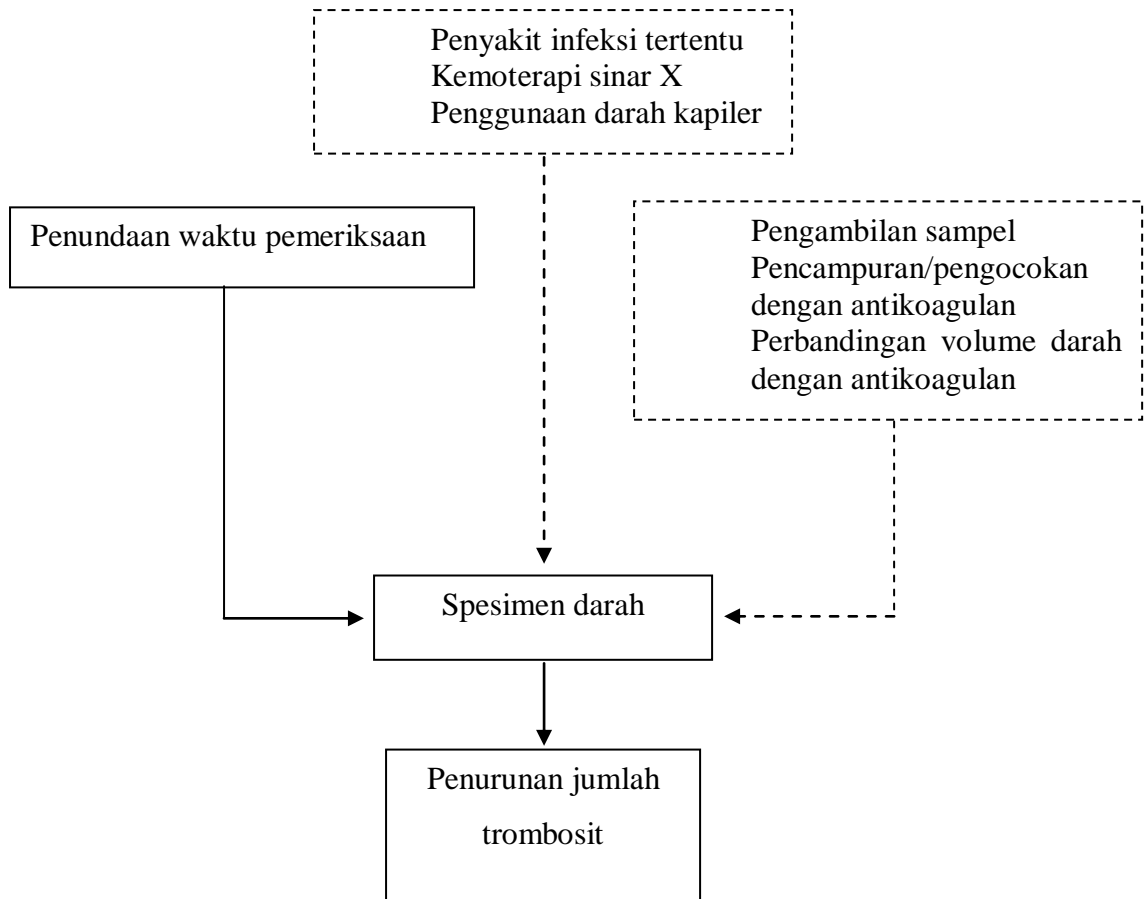 Penyakit infeksi tertentu
Kemoterapi sinar X
Penggunaan darah kapiler
Penundaan waktu pemeriksaan
Pengambilan sampel
Pencampuran/pengocokan
dengan antikoagulan
Perbandingan volume darah
dengan antikoagulan
Spesimen darah
Penurunan jumlah
trombosit